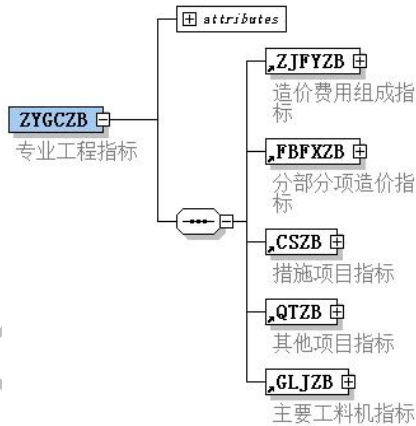 attributes
ZJFYZB
造价费用组成指
标
ZYGCZB
专业工程指标
FBFXZB
分部分项造价指
标
CSZB
措施项目指标
QTZB
其他项目指标
GLJZB
主要工料机指标